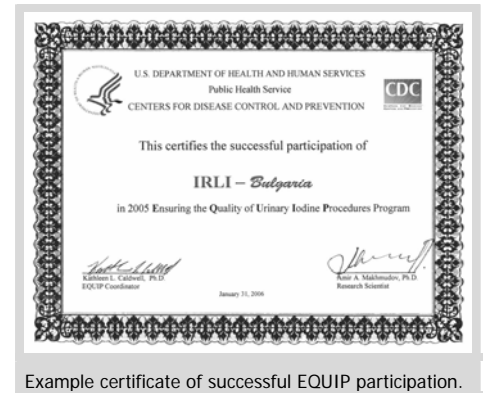 U.S. DEPARTMENT OF HEALTH AND HUMAN SERVICES
Public Health Service
CENTERS FOR DISEASE CONTROL AND PREVENTION
CDC
This certifies the successful participation of
IRLI – Bulgaria
in 2005 Ensuring the Quality of Urinary Iodine Procedures Program
Kathleen L. Caldwell, Ph.D.
EQUIP Coordinator
Amir A. Makhmudov, Ph.D.
Research Scientist
January 31, 2006
Example certificate of successful EQUIP participation.